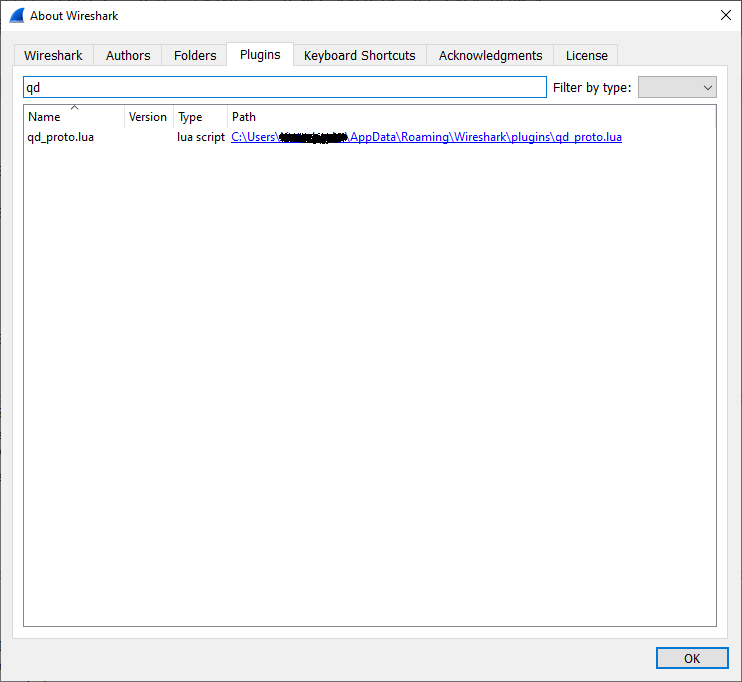 About Wireshark
Wireshark Authors Folders Plugins Keyboard Shortcuts Acknowledgments License
qd Filter by type:
Name Version Type Path
qd_proto.lua lua script C:\Users\ \AppData\Roaming\Wireshark\plugins\qd_proto.lua
OK